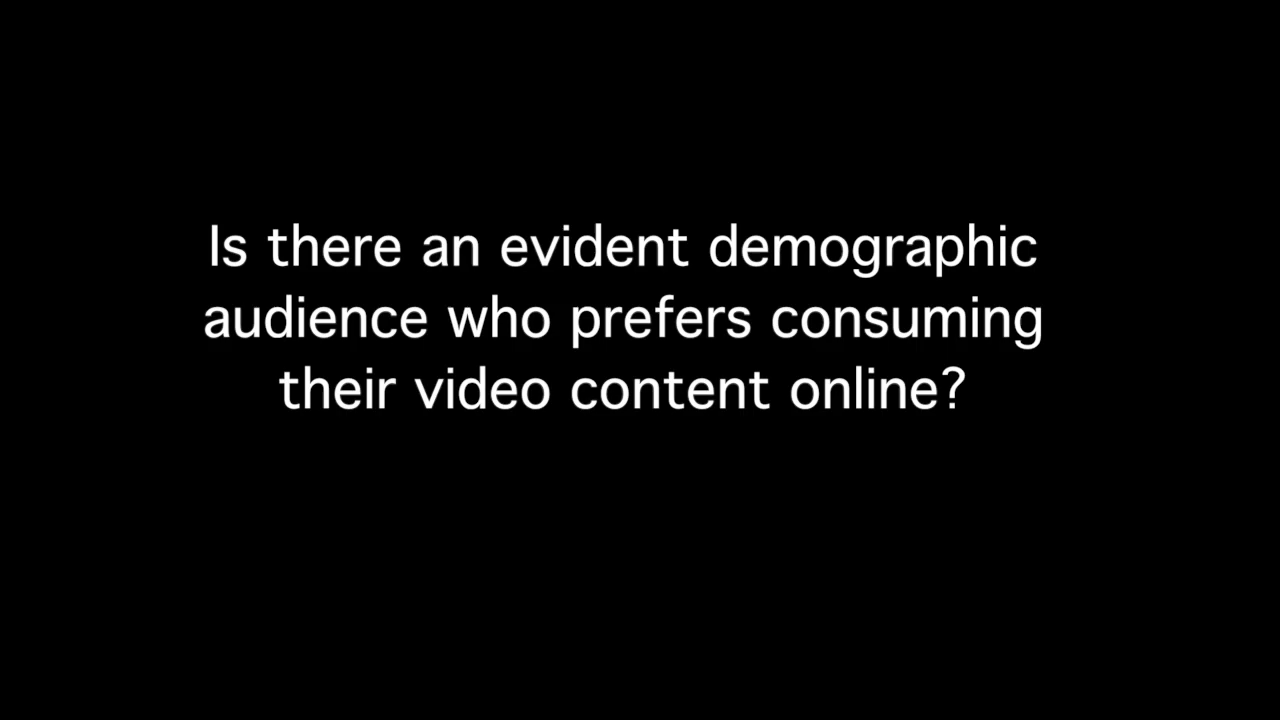 Is there an evident demographic
audience who prefers consuming
their video content online?